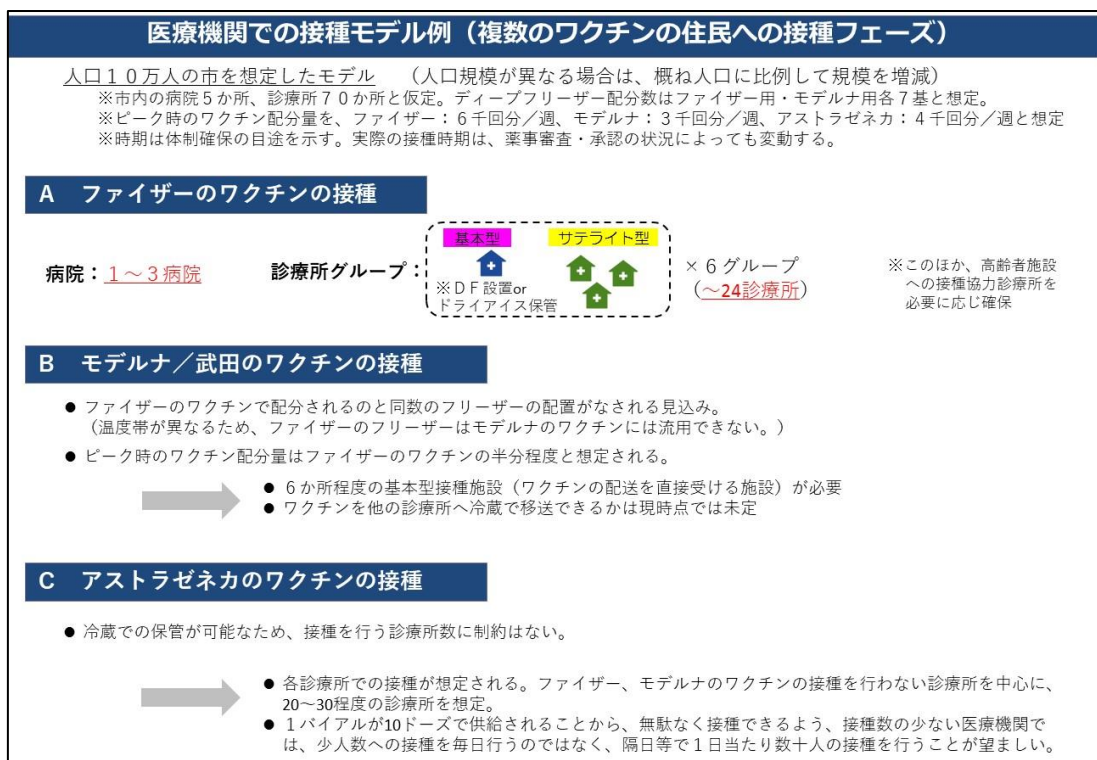 医療機関での接種モデル例（複数のワクチンの住民への接種フェーズ）
人口１０万人の市を想定したモデル　（人口規模が異なる場合は、概ね人口に比例して規模を増減）
※市内の病院５か所、診療所７０か所と仮定。ディープフリーザー配分数はファイザー用・モデルナ用各７基と想定。
※ピーク時のワクチン配分量を、ファイザー：６千回分／週、モデルナ：３千回分／週、アストラゼネカ：４千回分／週と想定
※時期は体制確保の目途を示す。実際の接種時期は、薬事審査・承認の状況によっても変動する。
A　ファイザーのワクチンの接種
病院：１～３病院
診療所グループ：
基本型
※ＤＦ設置or
ドライアイス保管
サテライト型
×６グループ
（～24診療所）
※このほか、高齢者施設
への接種協力診療所を
必要に応じ確保
B　モデルナ／武田のワクチンの接種
● ファイザーのワクチンで配分されるのと同数のフリーザーの配置がなされる見込み。
（温度帯が異なるため、ファイザーのフリーザーはモデルナのワクチンには流用できない。）
● ピーク時のワクチン配分量はファイザーのワクチンの半分程度と想定される。
● ６か所程度の基本型接種施設（ワクチンの配送を直接受ける施設）が必要
● ワクチンを他の診療所へ冷蔵で移送できるかは現時点では未定
C　アストラゼネカのワクチンの接種
● 冷蔵での保管が可能なため、接種を行う診療所数に制約はない。
● 各診療所での接種が想定される。ファイザー、モデルナのワクチンの接種を行わない診療所を中心に、
20～30程度の診療所を想定。
● １バイアルが10ドーズで供給されることから、無駄なく接種できるよう、接種数の少ない医療機関で
は、少人数への接種を毎日行うのではなく、隔日等で１日当たり数十人の接種を行うことが望ましい。